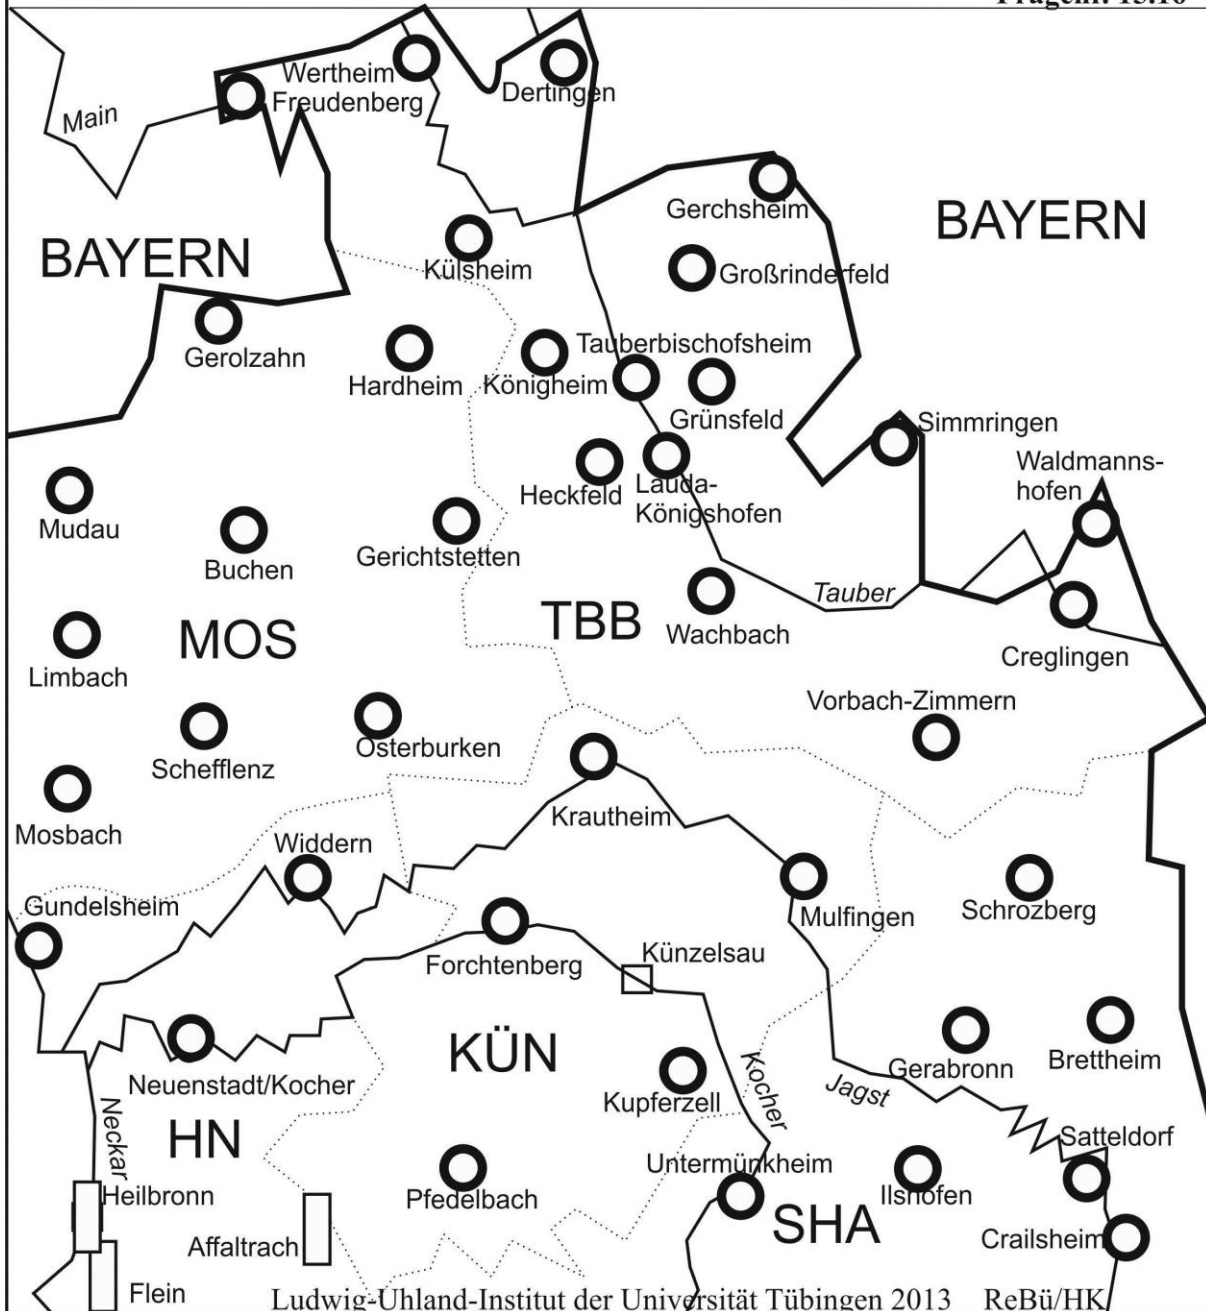 Fragenr. 15.10
Wertheim
Freudenberg
Dertingen
Main
Gerchsheim
BAYERN
BAYERN
Külsheim
Großrinderfeld
Gerolzahn
Hardheim
Königheim
Tauberbischofsheim
Grünsfeld
Simmringen
Waldmanns-
hofen
Heckfeld
Lauda-
Königshofen
Mudau
Buchen
Gerichtstetten
Tauber
MOS
TBB
Wachbach
Limbach
Creglingen
Vorbach-Zimmern
Schefflenz
Osterburken
Mosbach
Krautheim
Widdern
Gundelsheim
Mulfingen
Schrozberg
Forchtenberg
Künzelsau
KÜN
Neuenstadt/Kocher
Kupferzell
Kocher
Jagst
Gerabronn
Brettheim
Neckar
HN
Satteldorf
Heilbronn
Pfedelbach
Untermünkheim
Ilshofen
SHA
Crailsheim
Affaltrach
Flein
Ludwig-Uhland-Institut der Universität Tübingen 2013 ReBü/HK